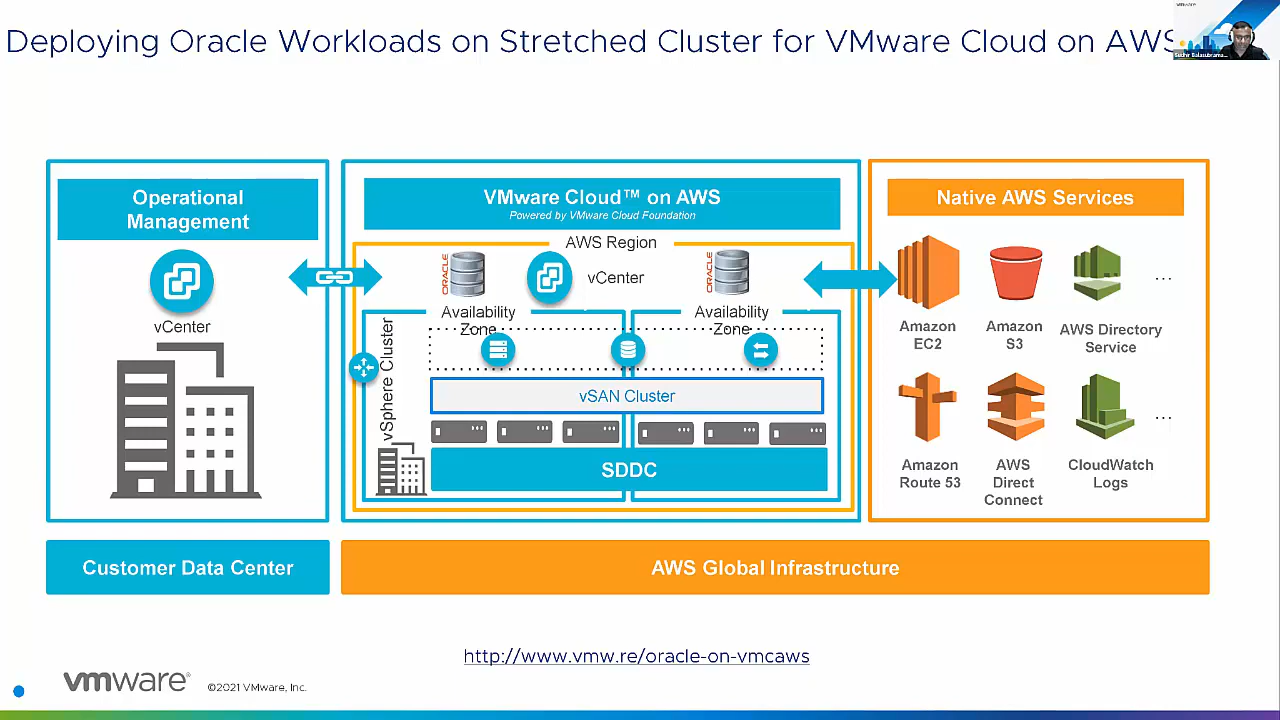 Deploying Oracle Workloads on Stretched Cluster for VMware Cloud on AWS
Operational
Management
vCenter
VMware Cloud™ on AWS
Powered by VMware Cloud Foundation
AWS Region
ORACLE
vCenter
ORACLE
Availability
Zone
Availability
Zone
vSphere Cluster
vSAN Cluster
SDDC
Native AWS Services
Amazon
EC2
Amazon
S3
AWS Directory
Service
...
Amazon
Route 53
AWS
Direct
Connect
CloudWatch
Logs
...
Customer Data Center
AWS Global Infrastructure
http://www.vmw.re/oracle-on-vmcaws
vmware®
©2021 VMware, Inc.